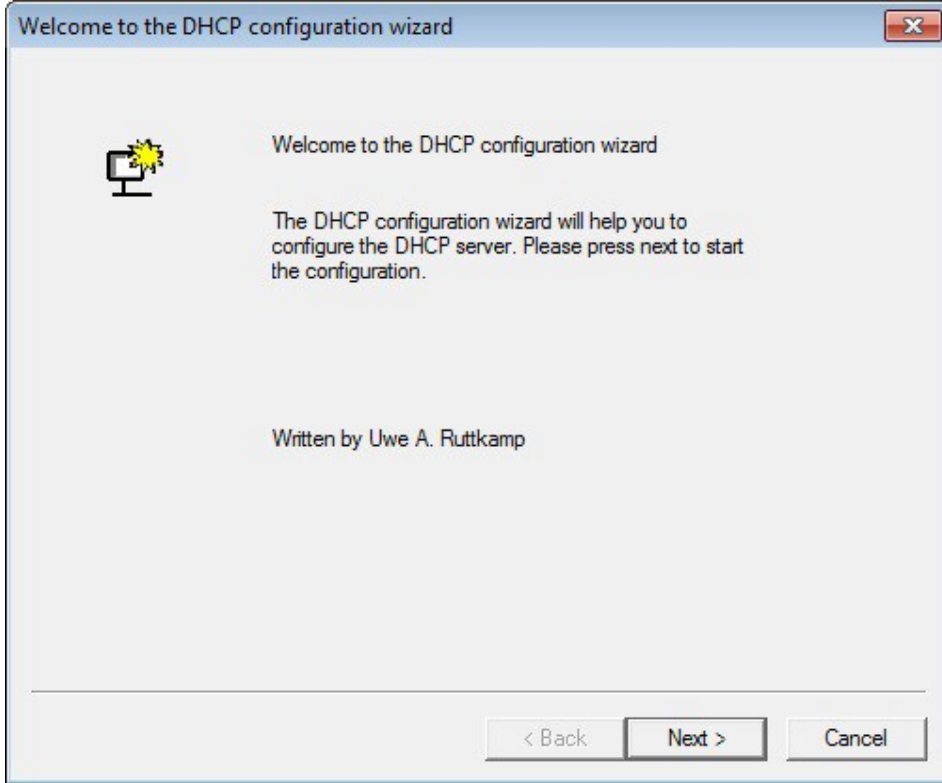 Welcome to the DHCP configuration wizard
Welcome to the DHCP configuration wizard
The DHCP configuration wizard will help you to
configure the DHCP server. Please press next to start
the configuration.
Written by Uwe A. Ruttkamp
< Back
Next >
Cancel